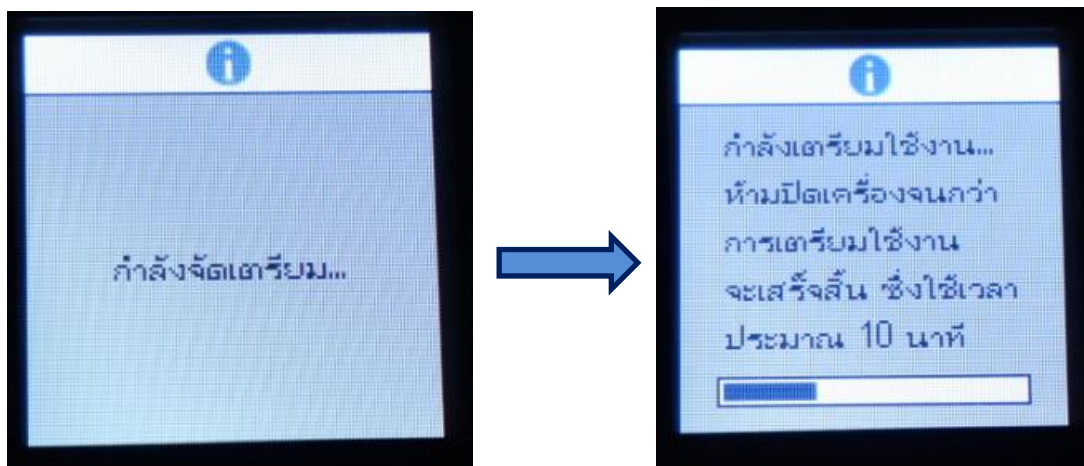 กำลังจัดเตรียม...
กำลังเตรียมใช้งาน...
ห้ามปิดเครื่องจนกว่า
การเตรียมใช้งาน
จะเสร็จสิ้น ซึ่งใช้เวลา
ประมาณ 10 นาที